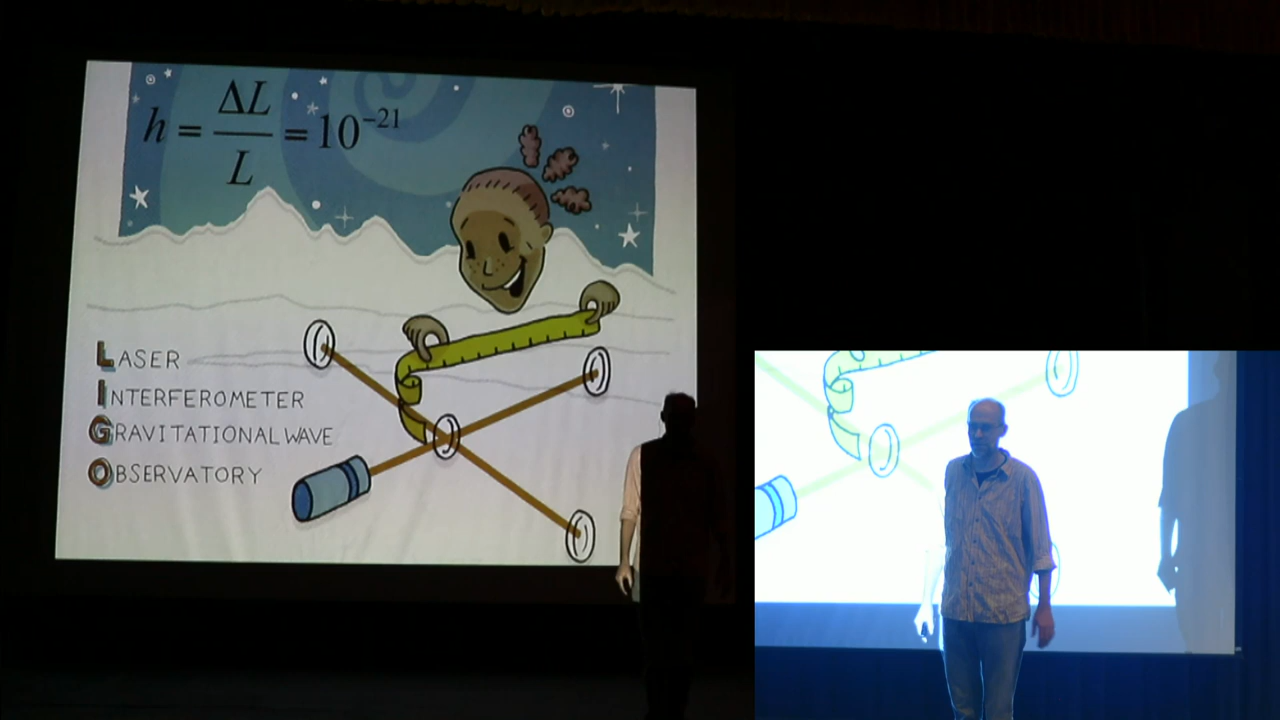 h = ΔL / L = 10⁻²¹
LASER
INTERFEROMETER
GRAVITATIONAL WAVE
OBSERVATORY